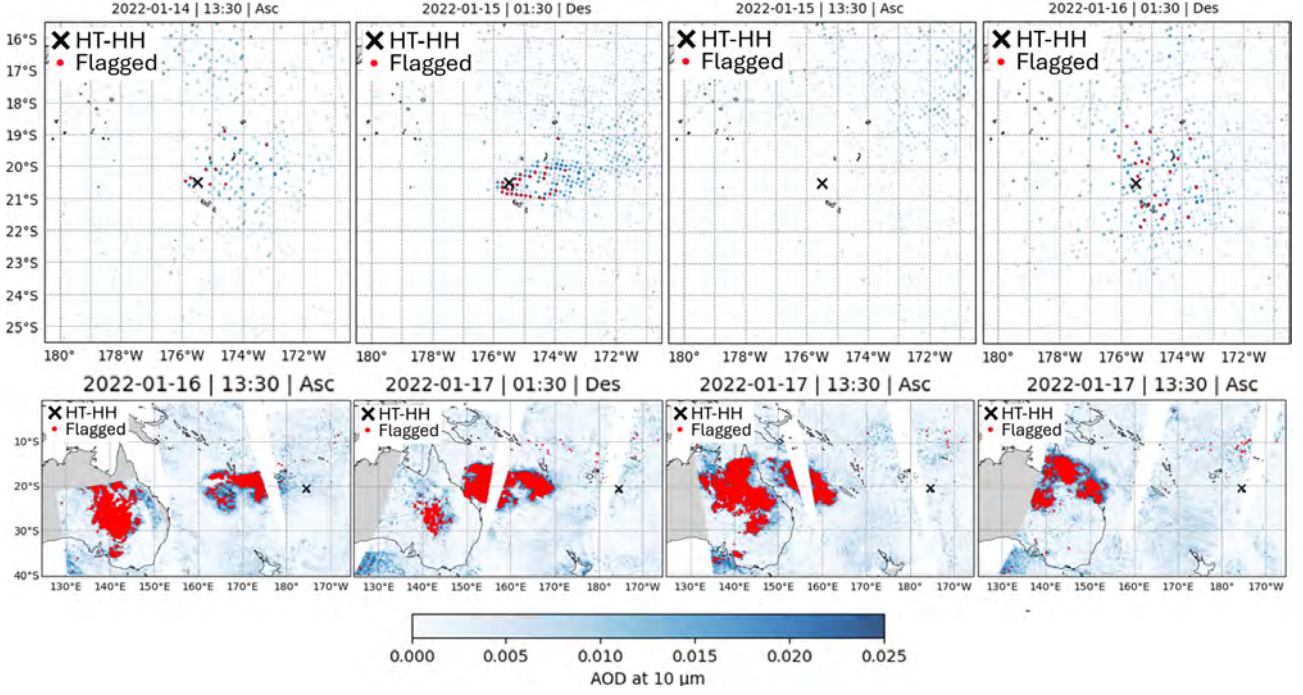 2022-01-14 | 13:30 | Asc
2022-01-15 | 01:30 | Des
2022-01-15 | 13:30 | Asc
2022-01-16 | 01:30 | Des
HT-HH
Flagged
HT-HH
Flagged
HT-HH
Flagged
HT-HH
Flagged
16°S
17°S
18°S
19°S
20°S
21°S
22°S
23°S
24°S
25°S
180° 178°W 176°W 174°W 172°W
180° 178°W 176°W 174°W 172°W
180° 178°W 176°W 174°W 172°W
180° 178°W 176°W 174°W 172°W
2022-01-16 | 13:30 | Asc
2022-01-17 | 01:30 | Des
2022-01-17 | 13:30 | Asc
2022-01-17 | 13:30 | Asc
HT-HH
Flagged
HT-HH
Flagged
HT-HH
Flagged
HT-HH
Flagged
10°S
20°S
30°S
40°S
130°E 140°E 150°E 160°E 170°E 180° 170°W
130°E 140°E 150°E 160°E 170°E 180° 170°W
130°E 140°E 150°E 160°E 170°E 180° 170°W
130°E 140°E 150°E 160°E 170°E 180° 170°W
0.000 0.005 0.010 0.015 0.020 0.025
AOD at 10 μm